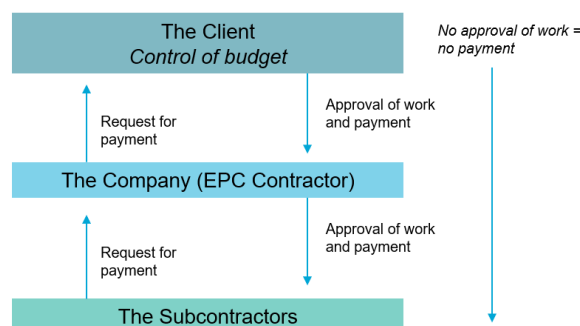 The Client
Control of budget
No approval of work =
no payment
Request for
payment
Approval of work
and payment
The Company (EPC Contractor)
Request for
payment
Approval of work
and payment
The Subcontractors